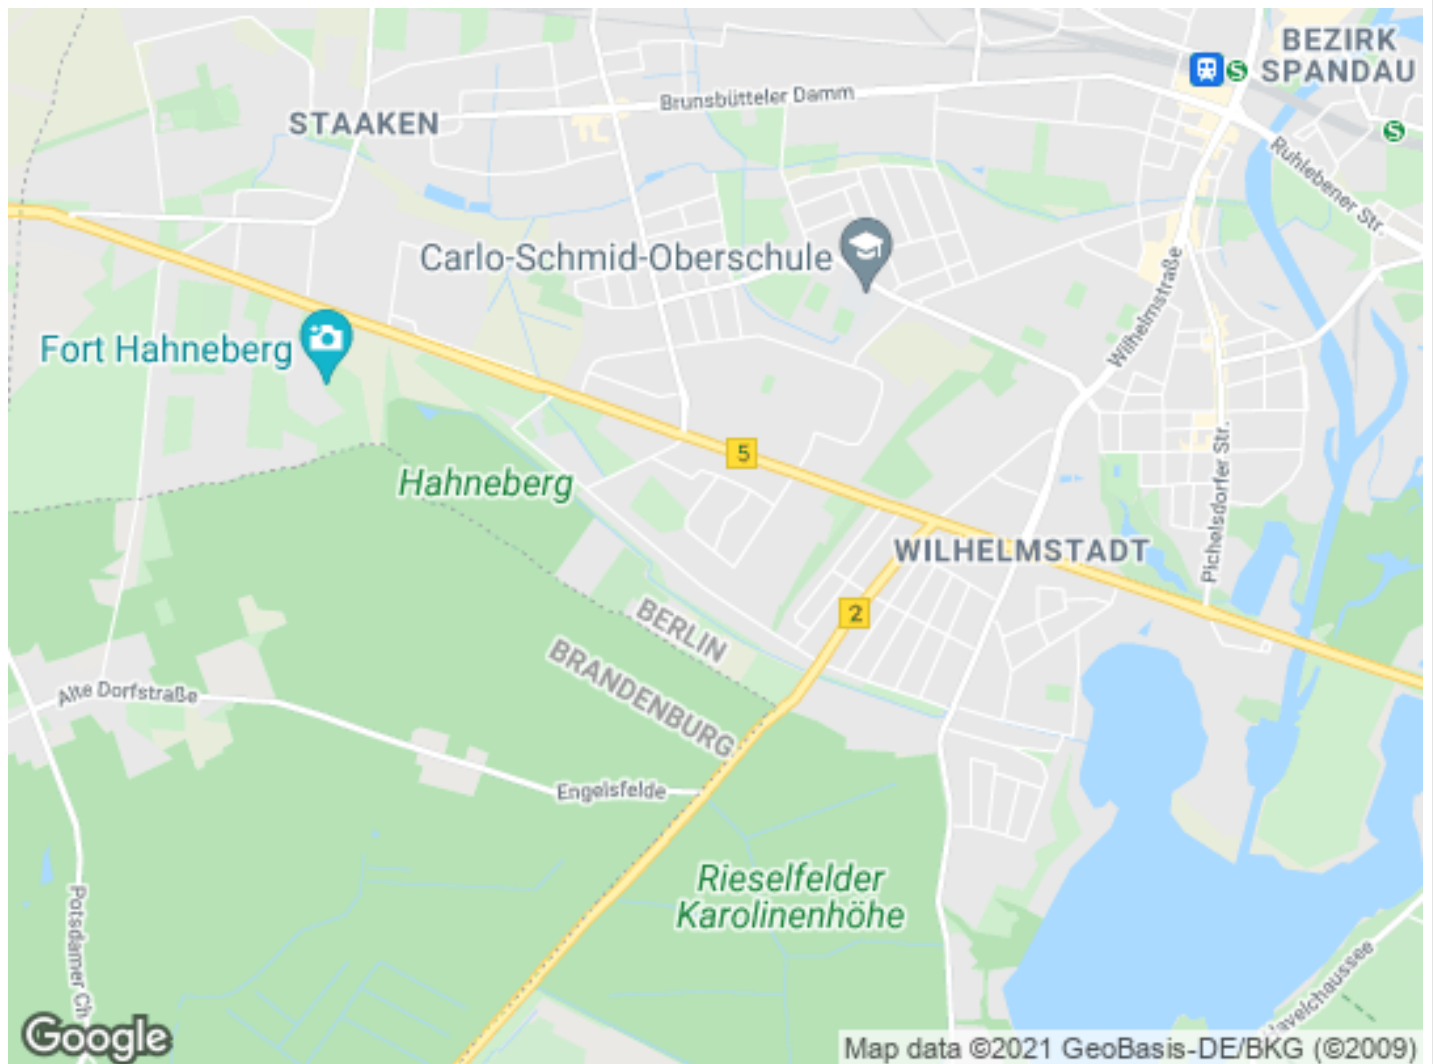 BEZIRK
SPANDAU
S
S
Brunsbütteler Damm
STAAKEN
Ruhlebener Str.
Carlo-Schmid-Oberschule
Wilhelmstraße
Fort Hahneberg
5
Hahneberg
Pichelsdorfer Str.
WILHELMSTADT
2
BERLIN
BRANDENBURG
Alte Dorfstraße
Engelsfelde
Rieselfelder
Karolinenhöhe
Potsdamer Ch
Havelchaussee
Google
Map data ©2021 GeoBasis-DE/BKG (©2009)